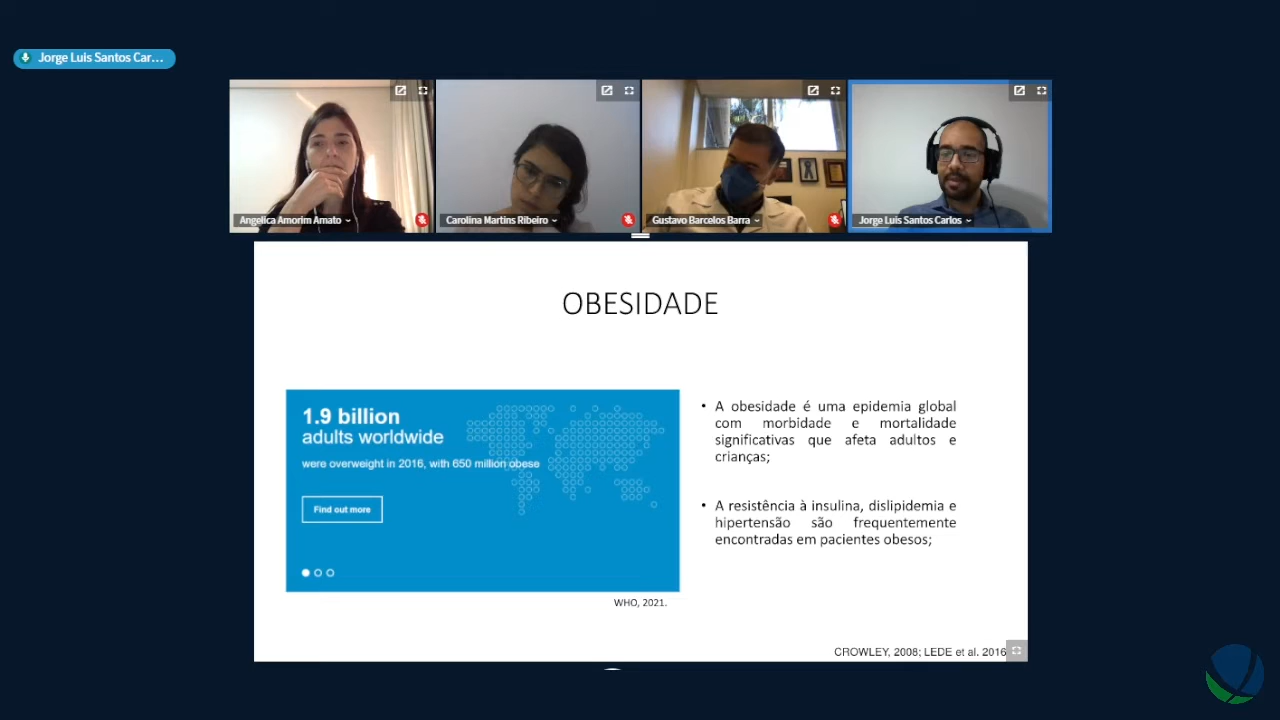 Jorge Luis Santos Car...
Angelica Amorim Amato
Carolina Martins Ribeiro
Gustavo Barcelos Barra
Jorge Luis Santos Carlos
OBESIDADE
1.9 billion
adults worldwide
were overweight in 2016, with 650 million obese
Find out more
WHO, 2021.
• A obesidade é uma epidemia global
com morbidade e mortalidade
significativas que afeta adultos e
crianças;
• A resistência à insulina, dislipidemia e
hipertensão são frequentemente
encontradas em pacientes obesos;
CROWLEY, 2008; LEDE et al. 2016